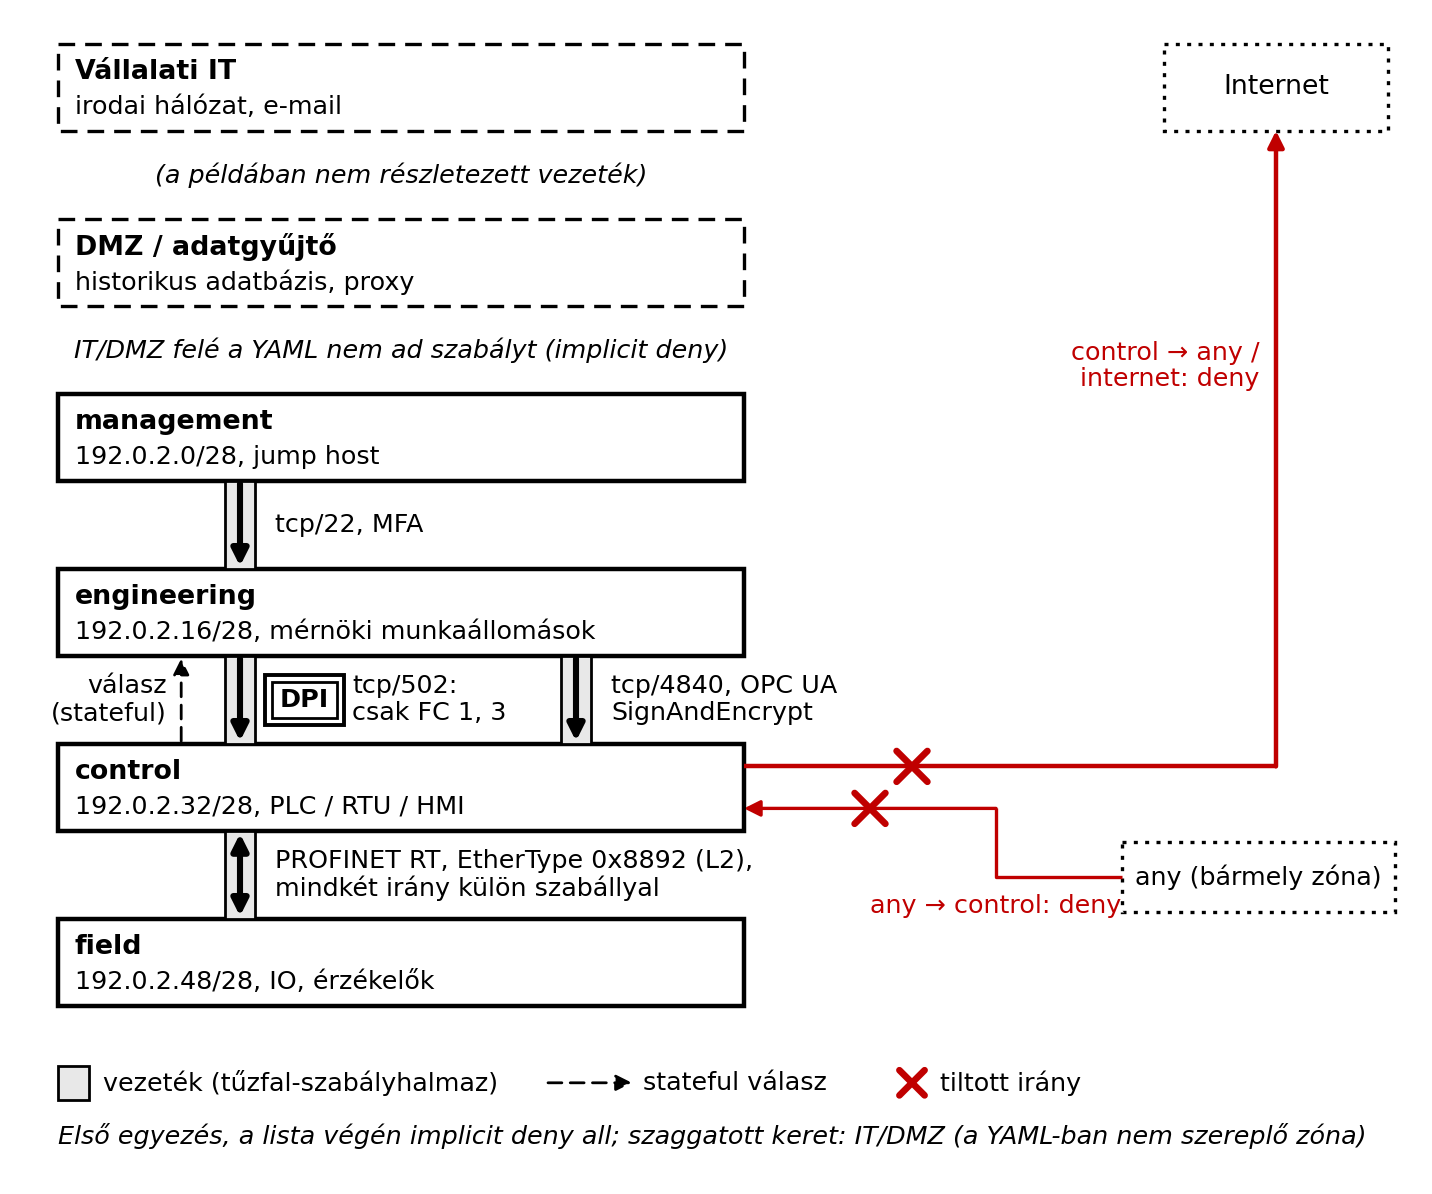 Vállalati IT
irodai hálózat, e-mail
Internet
(a példában nem részletezett vezeték)
DMZ / adatgyűjtő
historikus adatbázis, proxy
IT/DMZ felé a YAML nem ad szabályt (implicit deny)
control → any /
internet: deny
management
192.0.2.0/28, jump host
tcp/22, MFA
engineering
192.0.2.16/28, mérnöki munkaállomások
válasz
(stateful)
DPI
tcp/502:
csak FC 1, 3
tcp/4840, OPC UA
SignAndEncrypt
control
192.0.2.32/28, PLC / RTU / HMI
PROFINET RT, EtherType 0x8892 (L2),
mindkét irány külön szabállyal
any (bármely zóna)
any → control: deny
field
192.0.2.48/28, IO, érzékelők
vezeték (tűzfal-szabályhalmaz)
stateful válasz
tiltott irány
Első egyezés, a lista végén implicit deny all; szaggatott keret: IT/DMZ (a YAML-ban nem szereplő zóna)